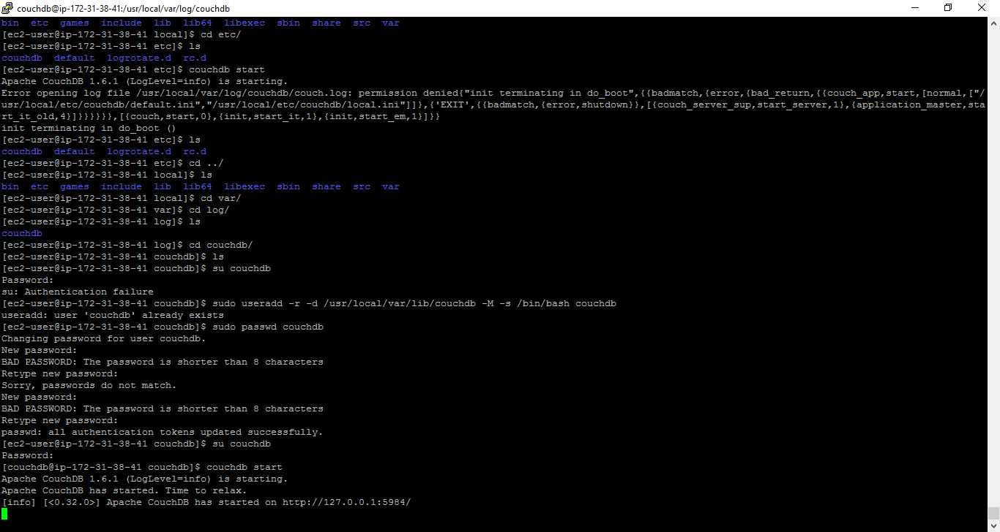 couchdb@ip-172-31-38-41:/usr/local/var/log/couchdb
bin etc games include lib lib64 libexec sbin share src var
[ec2-user@ip-172-31-38-41 local]$ cd etc/
[ec2-user@ip-172-31-38-41 etc]$ ls
couchdb default logrotate.d rc.d
[ec2-user@ip-172-31-38-41 etc]$ couchdb start
Apache CouchDB 1.6.1 (LogLevel=info) is starting.
Error opening log file /usr/local/var/log/couchdb/couch.log: permission denied{"init terminating in do_boot",{{badmatch,{error,{bad_return,{{couch_app,start,[normal,["/
usr/local/etc/couchdb/default.ini","/usr/local/etc/couchdb/local.ini"]]},{'EXIT',{{badmatch,{error,shutdown}},[{couch_server_sup,start_server,1},{application_master,sta
rt_it_old,4}]}}}}}},[{couch,start,0},{init,start_it,1},{init,start_em,1}]}}
init terminating in do_boot ()
[ec2-user@ip-172-31-38-41 etc]$ ls
couchdb default logrotate.d rc.d
[ec2-user@ip-172-31-38-41 etc]$ cd ../
[ec2-user@ip-172-31-38-41 local]$ ls
bin etc games include lib lib64 libexec sbin share src var
[ec2-user@ip-172-31-38-41 local]$ cd var/
[ec2-user@ip-172-31-38-41 var]$ cd log/
[ec2-user@ip-172-31-38-41 log]$ ls
couchdb
[ec2-user@ip-172-31-38-41 log]$ cd couchdb/
[ec2-user@ip-172-31-38-41 couchdb]$ ls
[ec2-user@ip-172-31-38-41 couchdb]$ su couchdb
Password:
su: Authentication failure
[ec2-user@ip-172-31-38-41 couchdb]$ sudo useradd -r -d /usr/local/var/lib/couchdb -M -s /bin/bash couchdb
useradd: user 'couchdb' already exists
[ec2-user@ip-172-31-38-41 couchdb]$ sudo passwd couchdb
Changing password for user couchdb.
New password:
BAD PASSWORD: The password is shorter than 8 characters
Retype new password:
Sorry, passwords do not match.
New password:
BAD PASSWORD: The password is shorter than 8 characters
Retype new password:
passwd: all authentication tokens updated successfully.
[ec2-user@ip-172-31-38-41 couchdb]$ su couchdb
Password:
[couchdb@ip-172-31-38-41 couchdb]$ couchdb start
Apache CouchDB 1.6.1 (LogLevel=info) is starting.
Apache CouchDB has started. Time to relax.
[info] [<0.32.0>] Apache CouchDB has started on http://127.0.0.1:5984/